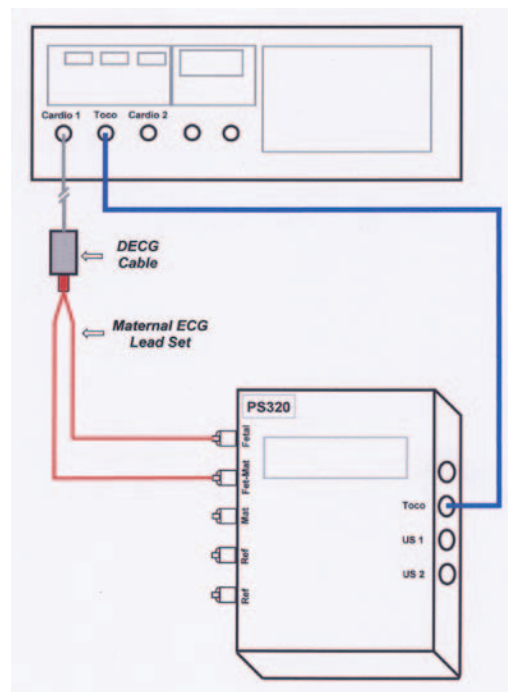 Cardio 1 Toco Cardio 2
DECG
Cable
Maternal ECG
Lead Set
PS320
Fetal
Fet-Mat
Mat
Ref
Ref
Toco
US 1
US 2